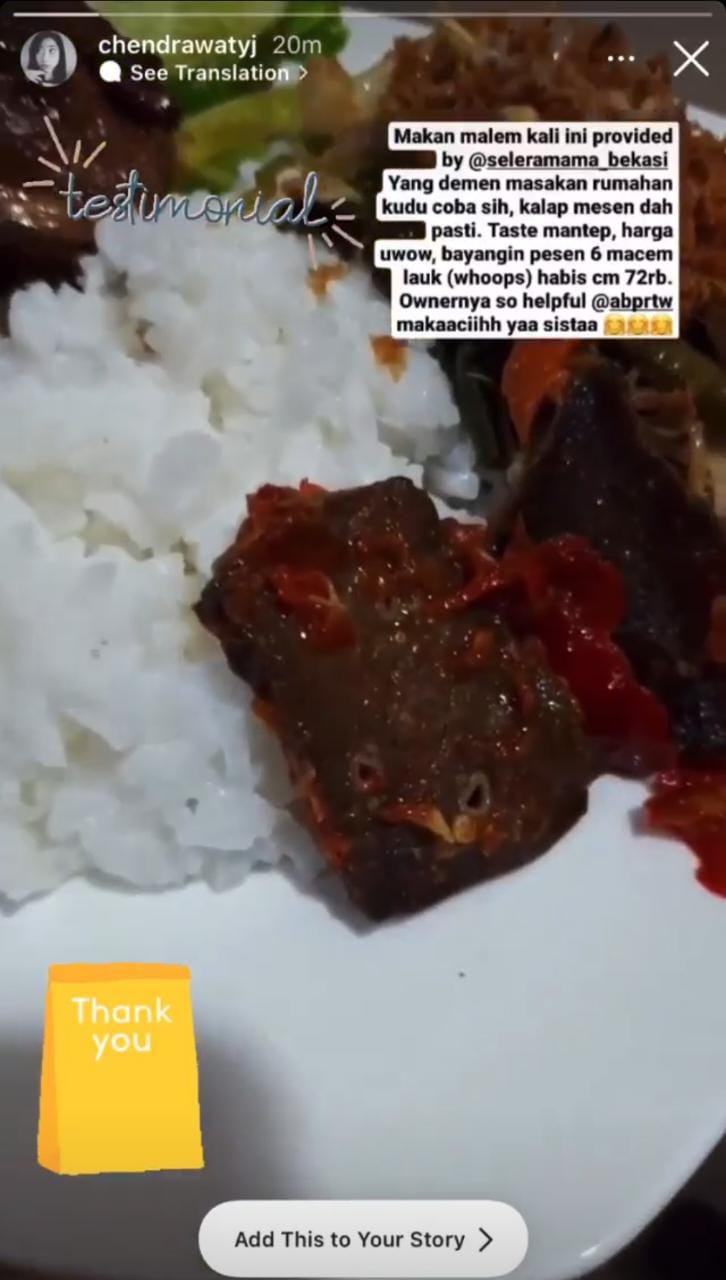 chendrawatyj 20m
See Translation
testimonial
Makan malem kali ini provided
by @seleramama_bekasi
Yang demen masakan rumahan
kudu coba sih, kalap mesen dah
pasti. Taste mantep, harga
uwow, bayangin pesen 6 macem
lauk (whoops) habis cm 72rb.
Ownernya so helpful @abprtw
makaaciihh yaa sistaa 🤗🤗🤗
Thank
you
Add This to Your Story